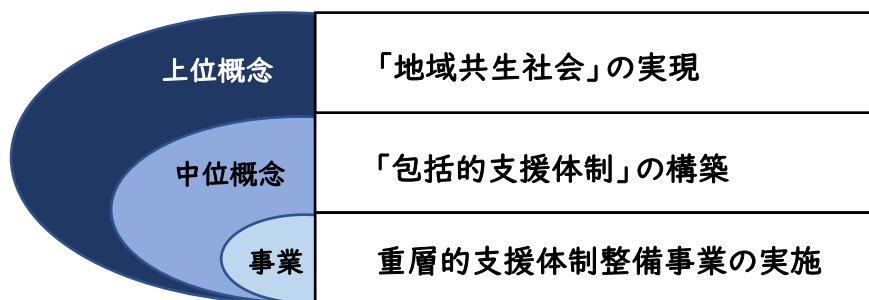 上位概念
「地域共生社会」の実現
中位概念
「包括的支援体制」の構築
事業
重層的支援体制整備事業の実施